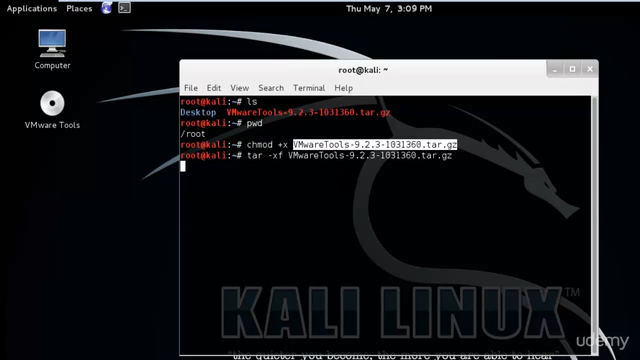 Applications Places Thu May 7, 3:09 PM
Computer
VMware Tools
root@kali: ~
File Edit View Search Terminal Help
root@kali:~# ls
Desktop VMwareTools-9.2.3-1031360.tar.gz
root@kali:~# pwd
/root
root@kali:~# chmod +x VMwareTools-9.2.3-1031360.tar.gz
root@kali:~# tar -xf VMwareTools-9.2.3-1031360.tar.gz
KALI LINUX™
"the quieter you become, the more you are able to hear"
udemy